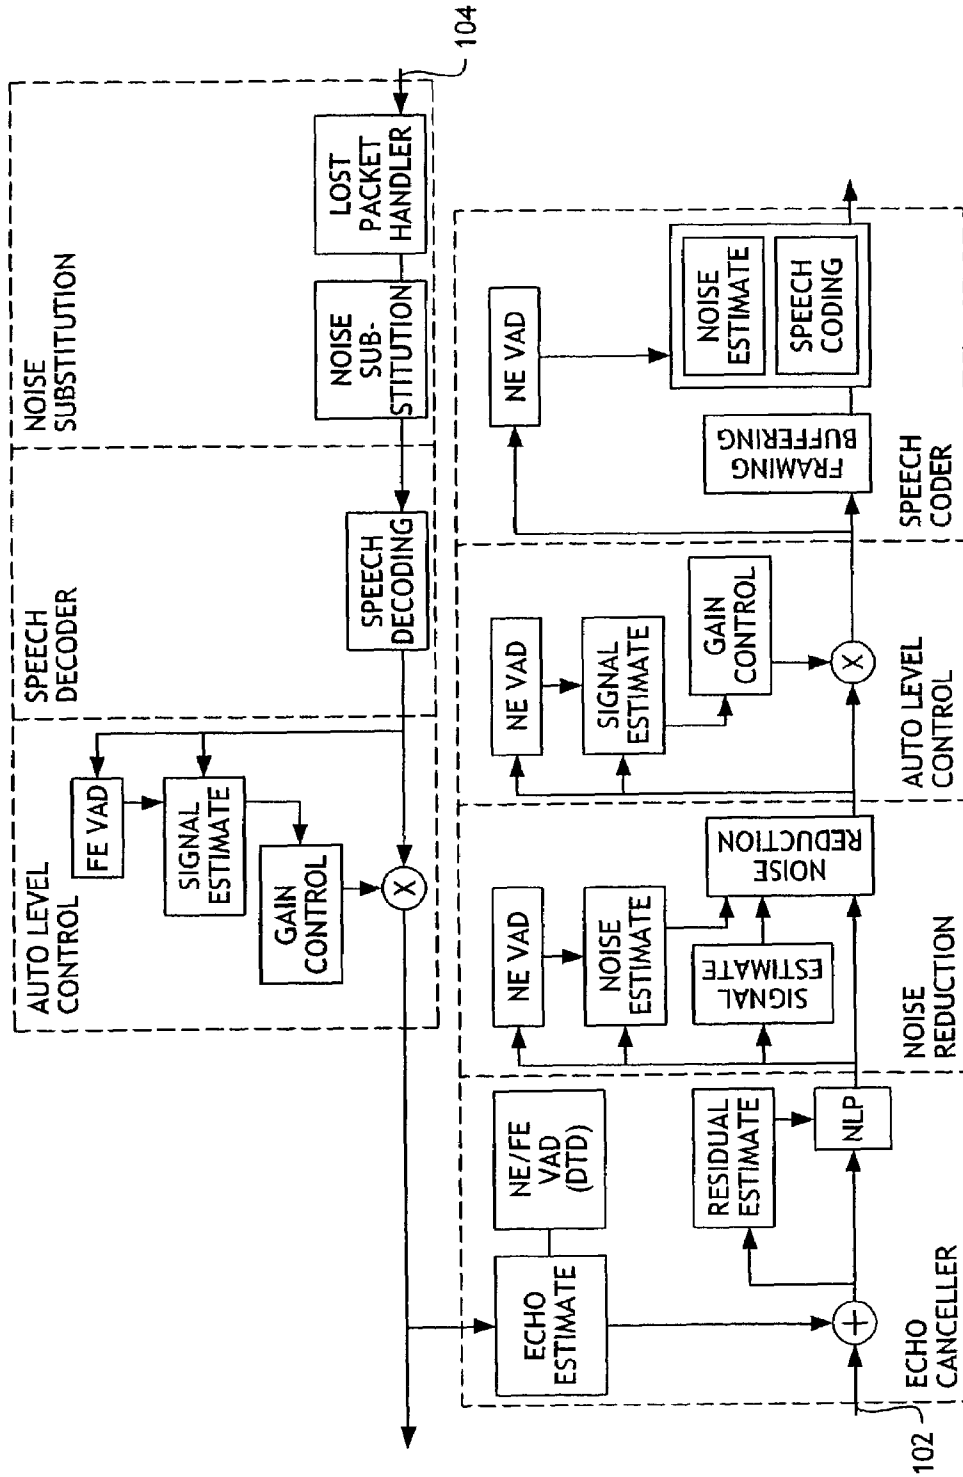 AUTO LEVEL
CONTROL
FE VAD
SIGNAL
ESTIMATE
GAIN
CONTROL
X
SPEECH
DECODER
SPEECH
DECODING
NOISE
SUBSTITUTION
NOISE
SUB-
STITUTION
LOST
PACKET
HANDLER
104
102
ECHO
CANCELLER
ECHO
ESTIMATE
NE/FE
VAD
(DTD)
+
RESIDUAL
ESTIMATE
NLP
NOISE
REDUCTION
NE VAD
NOISE
ESTIMATE
SIGNAL
ESTIMATE
NOISE
REDUCTION
AUTO LEVEL
CONTROL
NE VAD
SIGNAL
ESTIMATE
GAIN
CONTROL
X
SPEECH
CODER
NE VAD
FRAMING
BUFFERING
NOISE
ESTIMATE
SPEECH
CODING